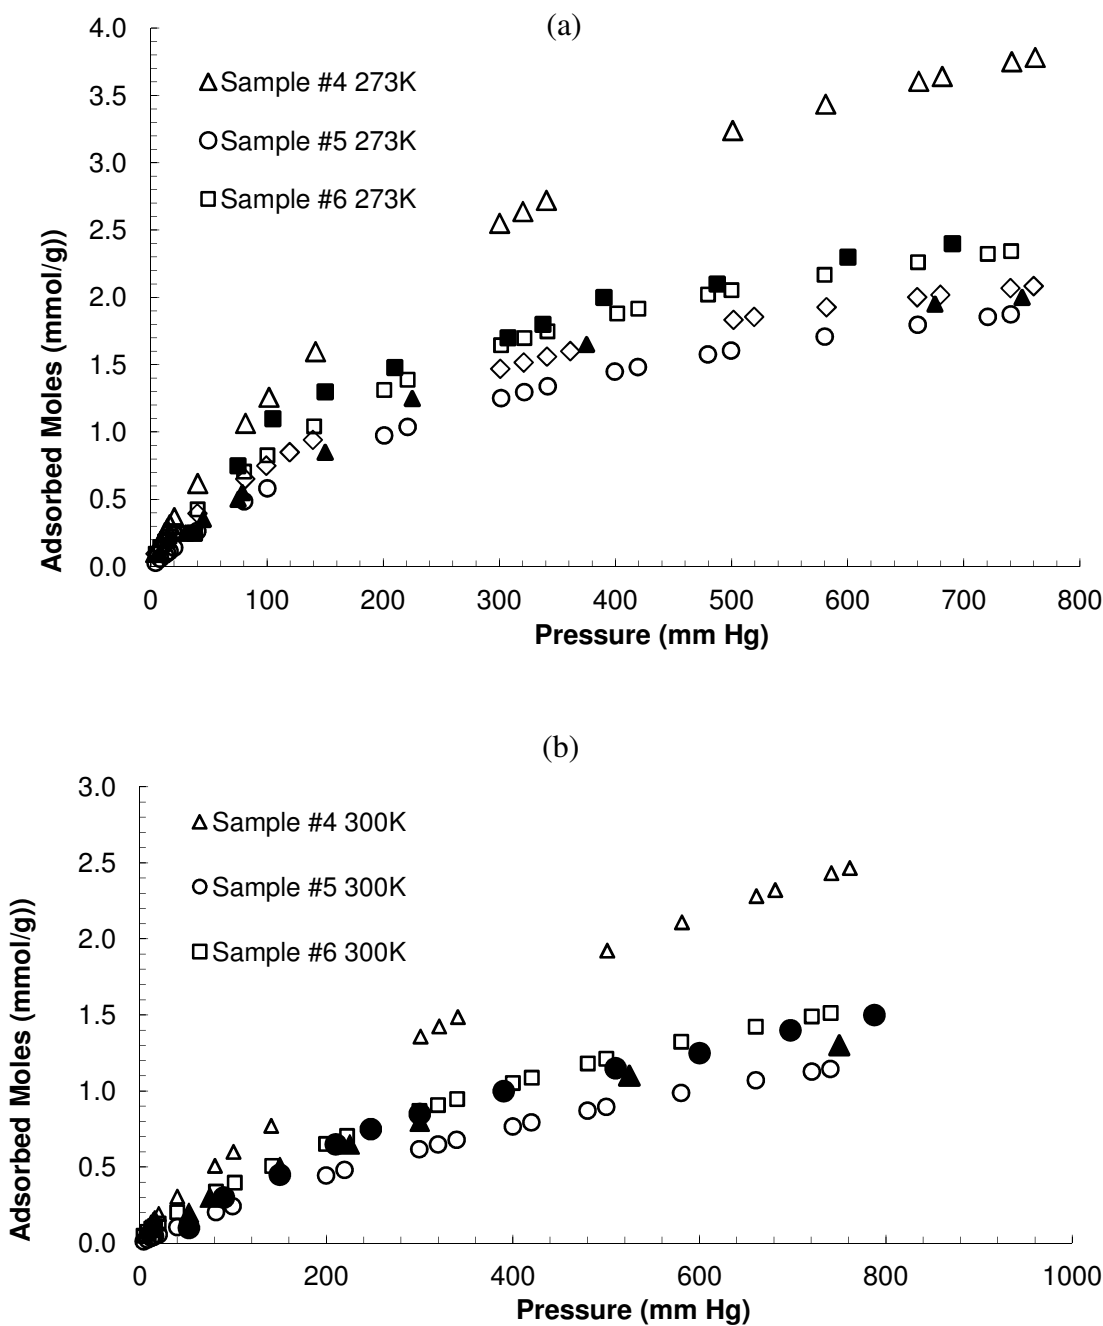 (a)
4.0
3.5
3.0
2.5
2.0
1.5
1.0
0.5
0.0
Adsorbed Moles (mmol/g))
Sample #4 273K
Sample #5 273K
Sample #6 273K
0 100 200 300 400 500 600 700 800
Pressure (mm Hg)
(b)
3.0
2.5
2.0
1.5
1.0
0.5
0.0
Adsorbed Moles (mmol/g))
Sample #4 300K
Sample #5 300K
Sample #6 300K
0 200 400 600 800 1000
Pressure (mm Hg)